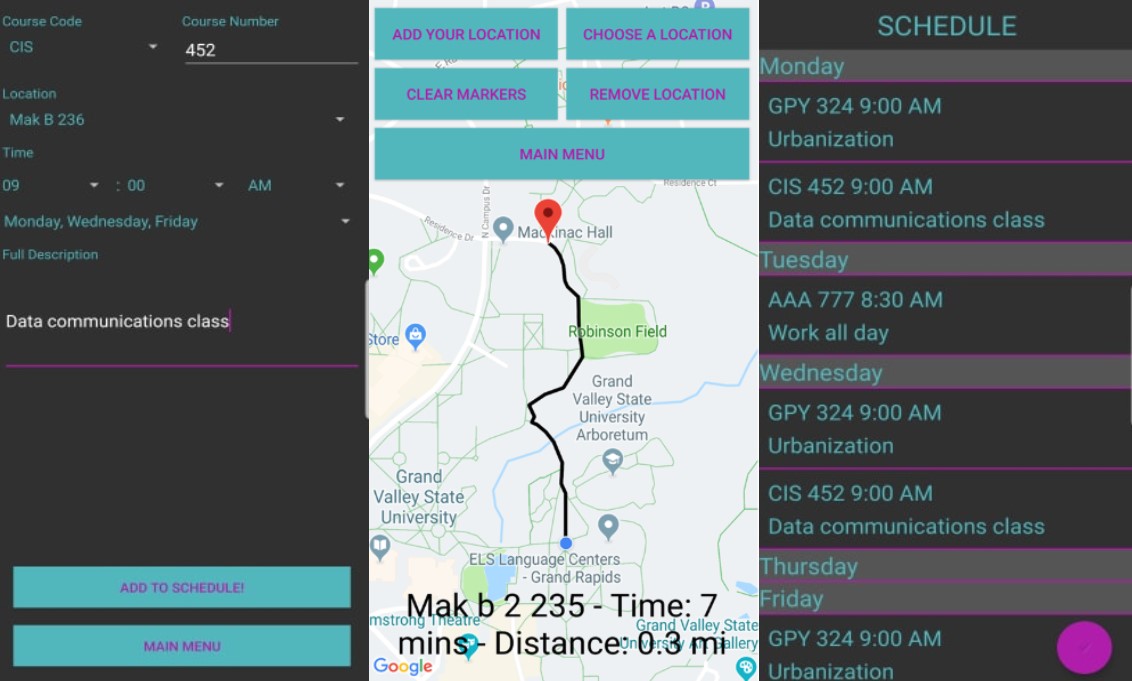 Course Code
Course Number
CIS
452
Location
Mak B 236
Time
09 : 00 AM
Monday, Wednesday, Friday
Full Description
Data communications class
ADD TO SCHEDULE!
MAIN MENU
ADD YOUR LOCATION
CHOOSE A LOCATION
CLEAR MARKERS
REMOVE LOCATION
MAIN MENU
Residence Ct
N Campus Dr
Residence Dr
Mackinac Hall
Robinson Field
Store
Grand
Valley State
University
Arboretum
Grand
Valley State
University
ELS Language Centers
- Grand Rapids
Mak b 2 235 - Time: 7
mins - Distance: 0.3 mi
mstrong Theatre
Grand Valley State
University Art Gallery
Google
SCHEDULE
Monday
GPY 324 9:00 AM
Urbanization
CIS 452 9:00 AM
Data communications class
Tuesday
AAA 777 8:30 AM
Work all day
Wednesday
GPY 324 9:00 AM
Urbanization
CIS 452 9:00 AM
Data communications class
Thursday
Friday
GPY 324 9:00 AM
Urbanization